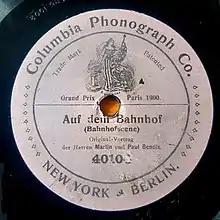 Columbia Phonograph Co.
Trade Mark
Patented
Grand Prix
Paris 1900.
Auf dem Bahnhof
(Bahnhofscene)
Original-Vortrag
der Herren Martin und Paul Bendix.
NEW YORK & BERLIN.